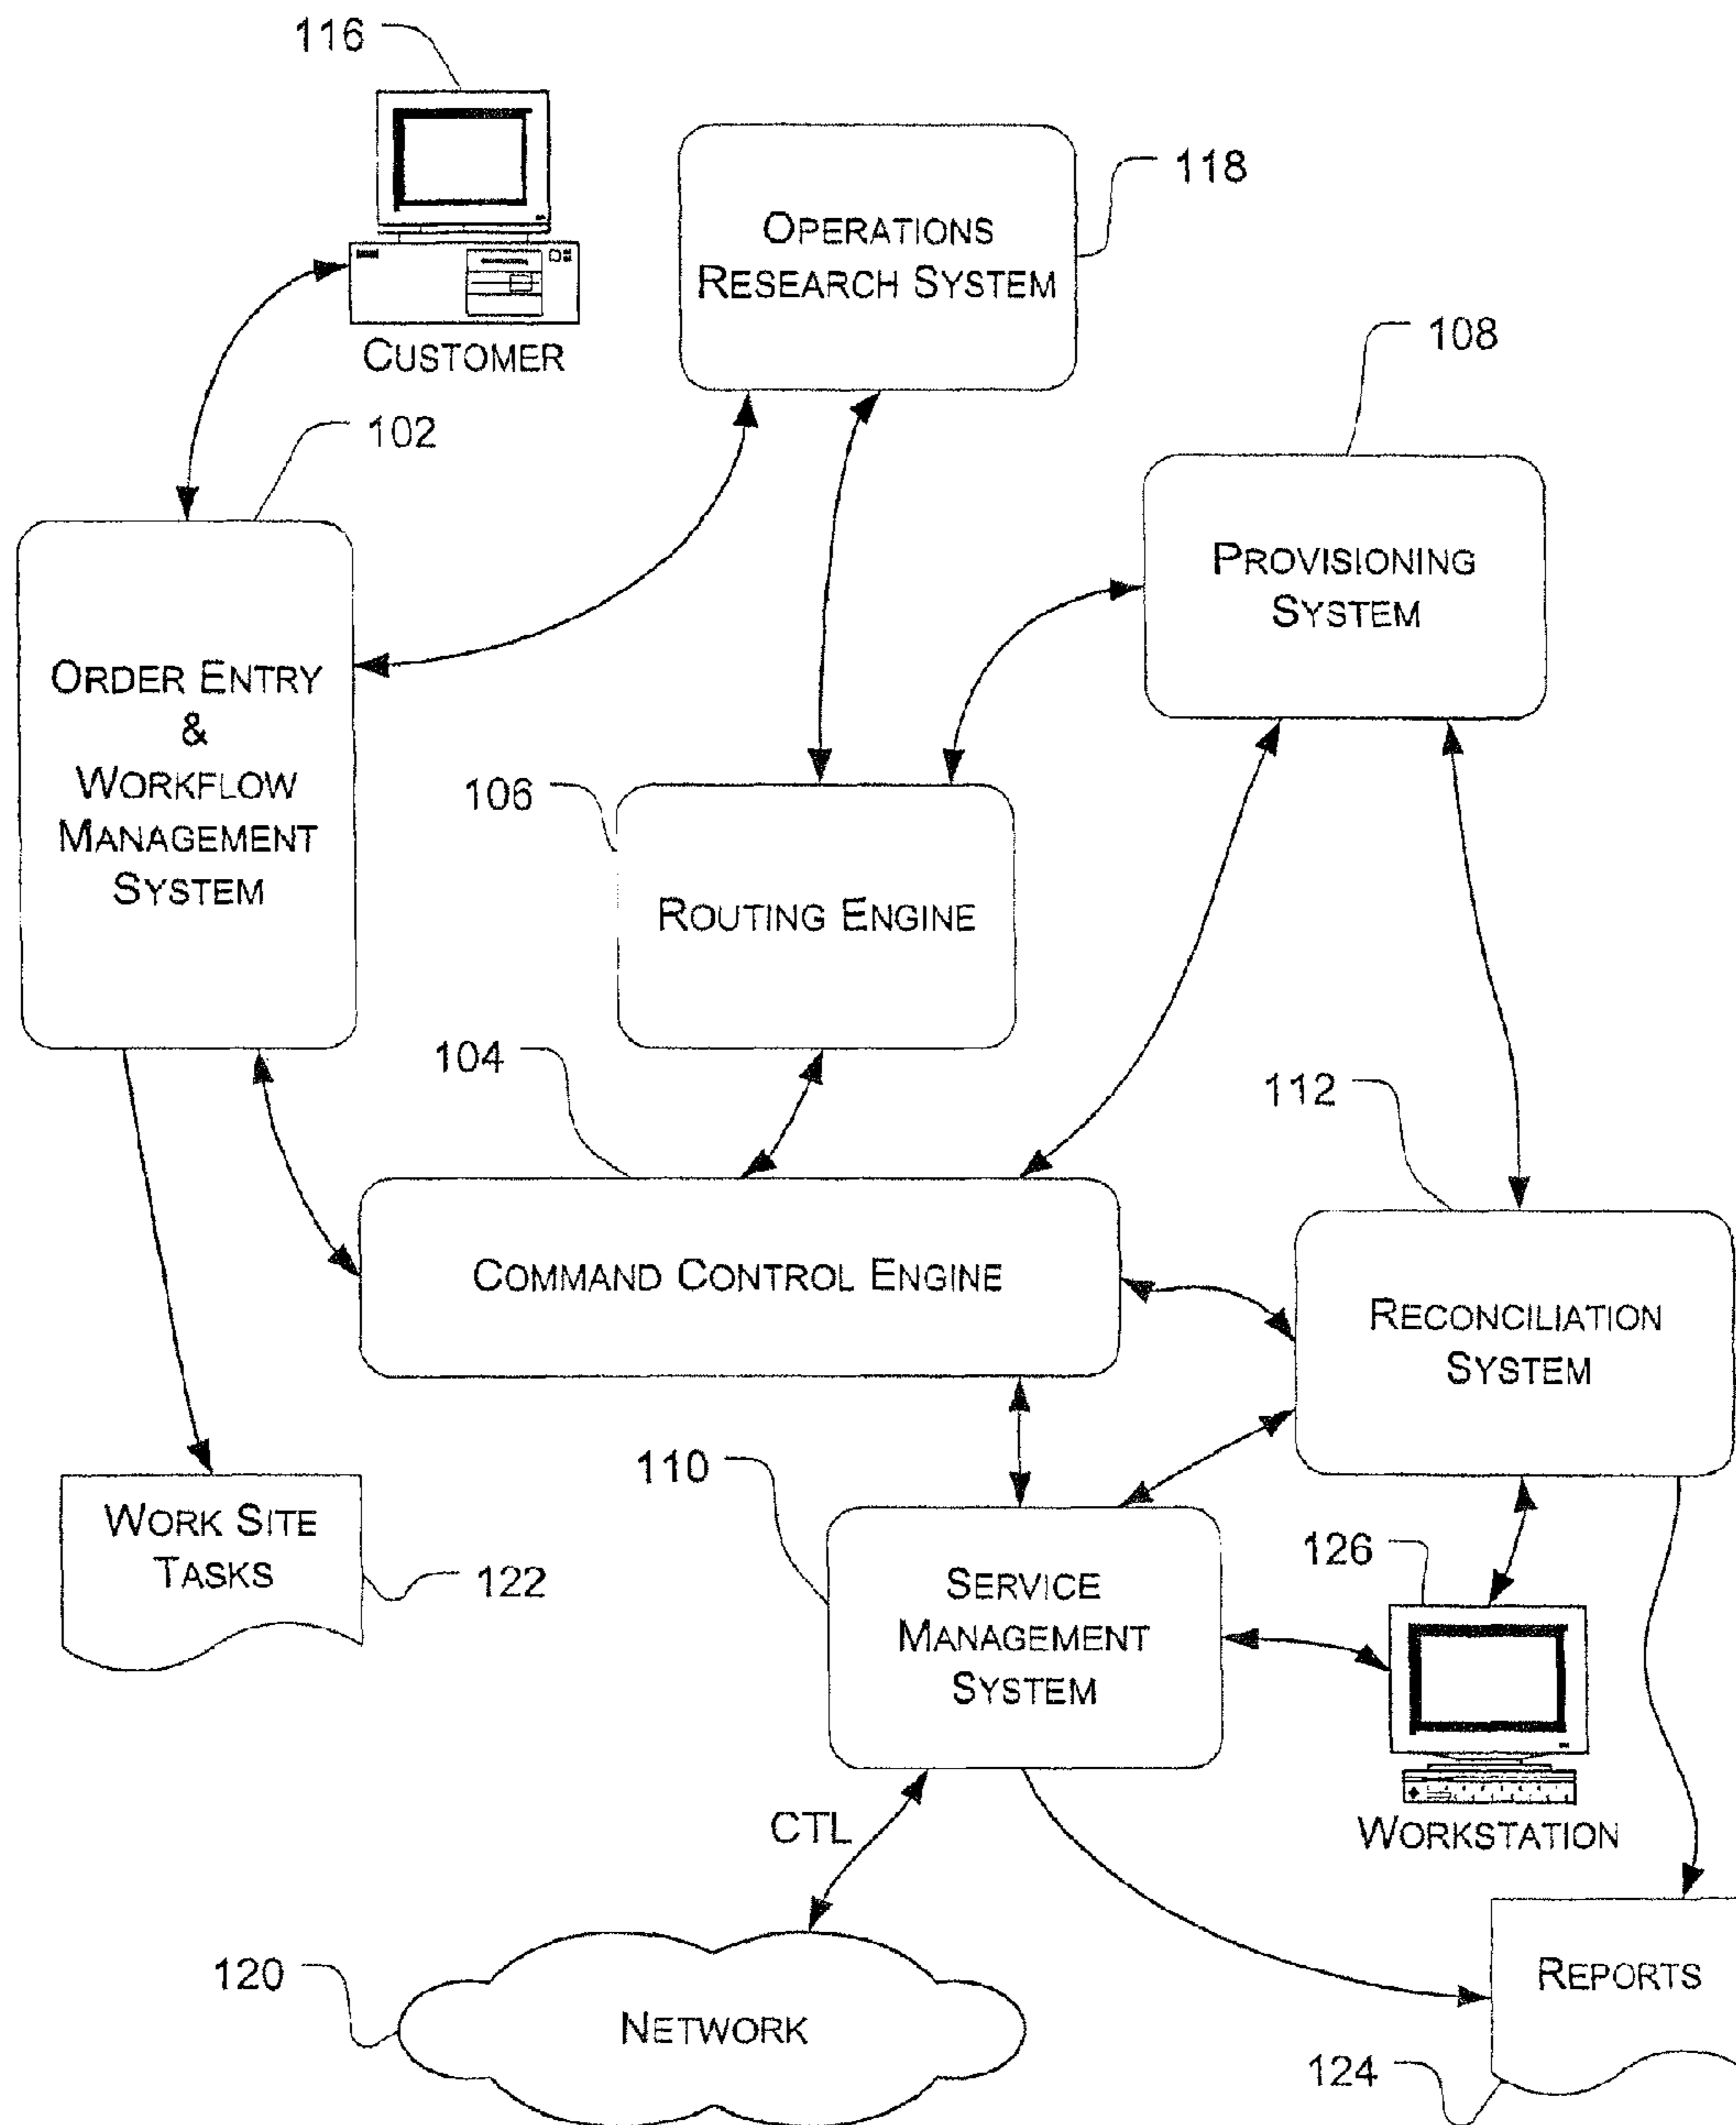 116
CUSTOMER
118
OPERATIONS
RESEARCH SYSTEM
108
PROVISIONING
SYSTEM
102
ORDER ENTRY
&
WORKFLOW
MANAGEMENT
SYSTEM
106
ROUTING ENGINE
104
COMMAND CONTROL ENGINE
112
RECONCILIATION
SYSTEM
WORK SITE
TASKS
122
110
SERVICE
MANAGEMENT
SYSTEM
126
WORKSTATION
CTL
120
NETWORK
REPORTS
124